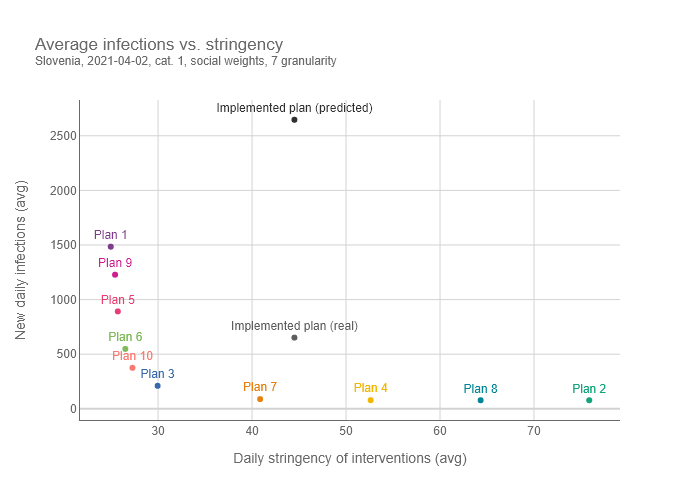 Average infections vs. stringency
Slovenia, 2021-04-02, cat. 1, social weights, 7 granularity
Implemented plan (predicted)
2500
2000
Plan 1
1500
Plan 9
Plan 5
1000
Implemented plan (real)
Plan 6
Plan 10
500
Plan 3
Plan 7
Plan 4
Plan 8
Plan 2
0
30
40
50
60
70
New daily infections (avg)
Daily stringency of interventions (avg)